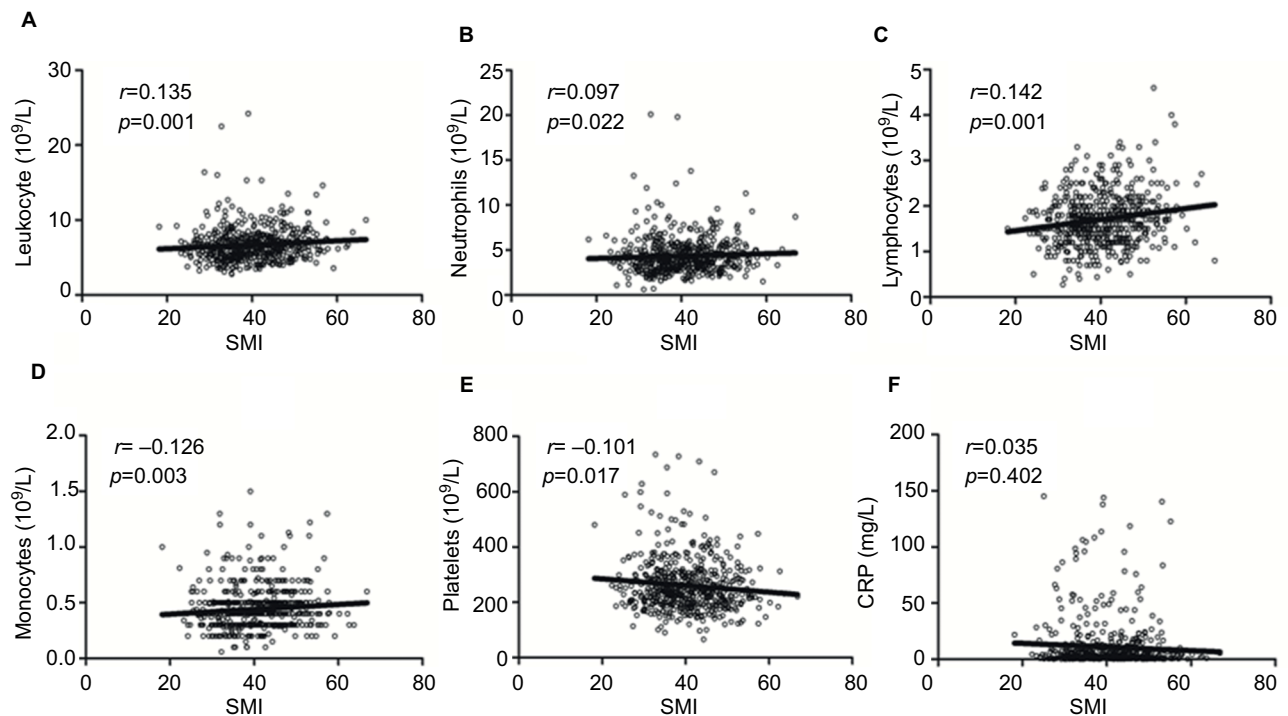 A
Leukocyte (10⁹/L)
30
20
10
0
r=0.135
p=0.001
0 20 40 60 80
SMI
B
Neutrophils (10⁹/L)
25
20
15
10
5
0
r=0.097
p=0.022
0 20 40 60 80
SMI
C
Lymphocytes (10⁹/L)
5
4
3
2
1
0
r=0.142
p=0.001
0 20 40 60 80
SMI
D
Monocytes (10⁹/L)
2.0
1.5
1.0
0.5
0.0
r= –0.126
p=0.003
0 20 40 60 80
SMI
E
Platelets (10⁹/L)
800
600
400
200
0
r= –0.101
p=0.017
0 20 40 60 80
SMI
F
CRP (mg/L)
200
150
100
50
0
r=0.035
p=0.402
0 20 40 60 80
SMI